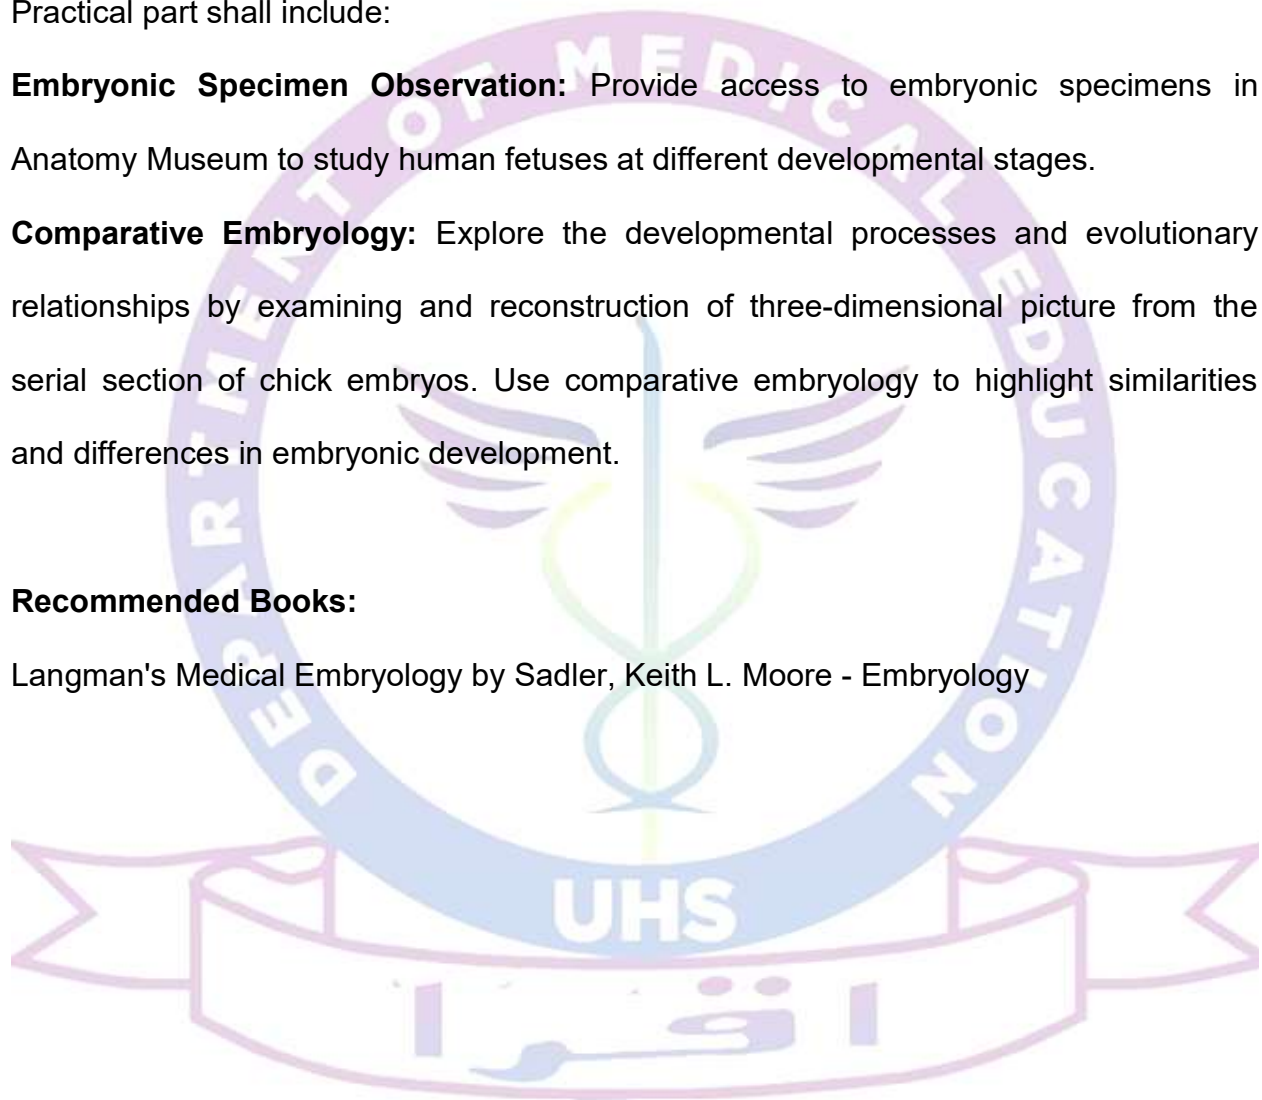 Practical part shall include:
Embryonic Specimen Observation: Provide access to embryonic specimens in
Anatomy Museum to study human fetuses at different developmental stages.
Comparative Embryology: Explore the developmental processes and evolutionary
relationships by examining and reconstruction of three-dimensional picture from the
serial section of chick embryos. Use comparative embryology to highlight similarities
and differences in embryonic development.
Recommended Books:
Langman's Medical Embryology by Sadler, Keith L. Moore - Embryology
DEPARTMENT OF MEDICAL EDUCATION
UHS
اقرا